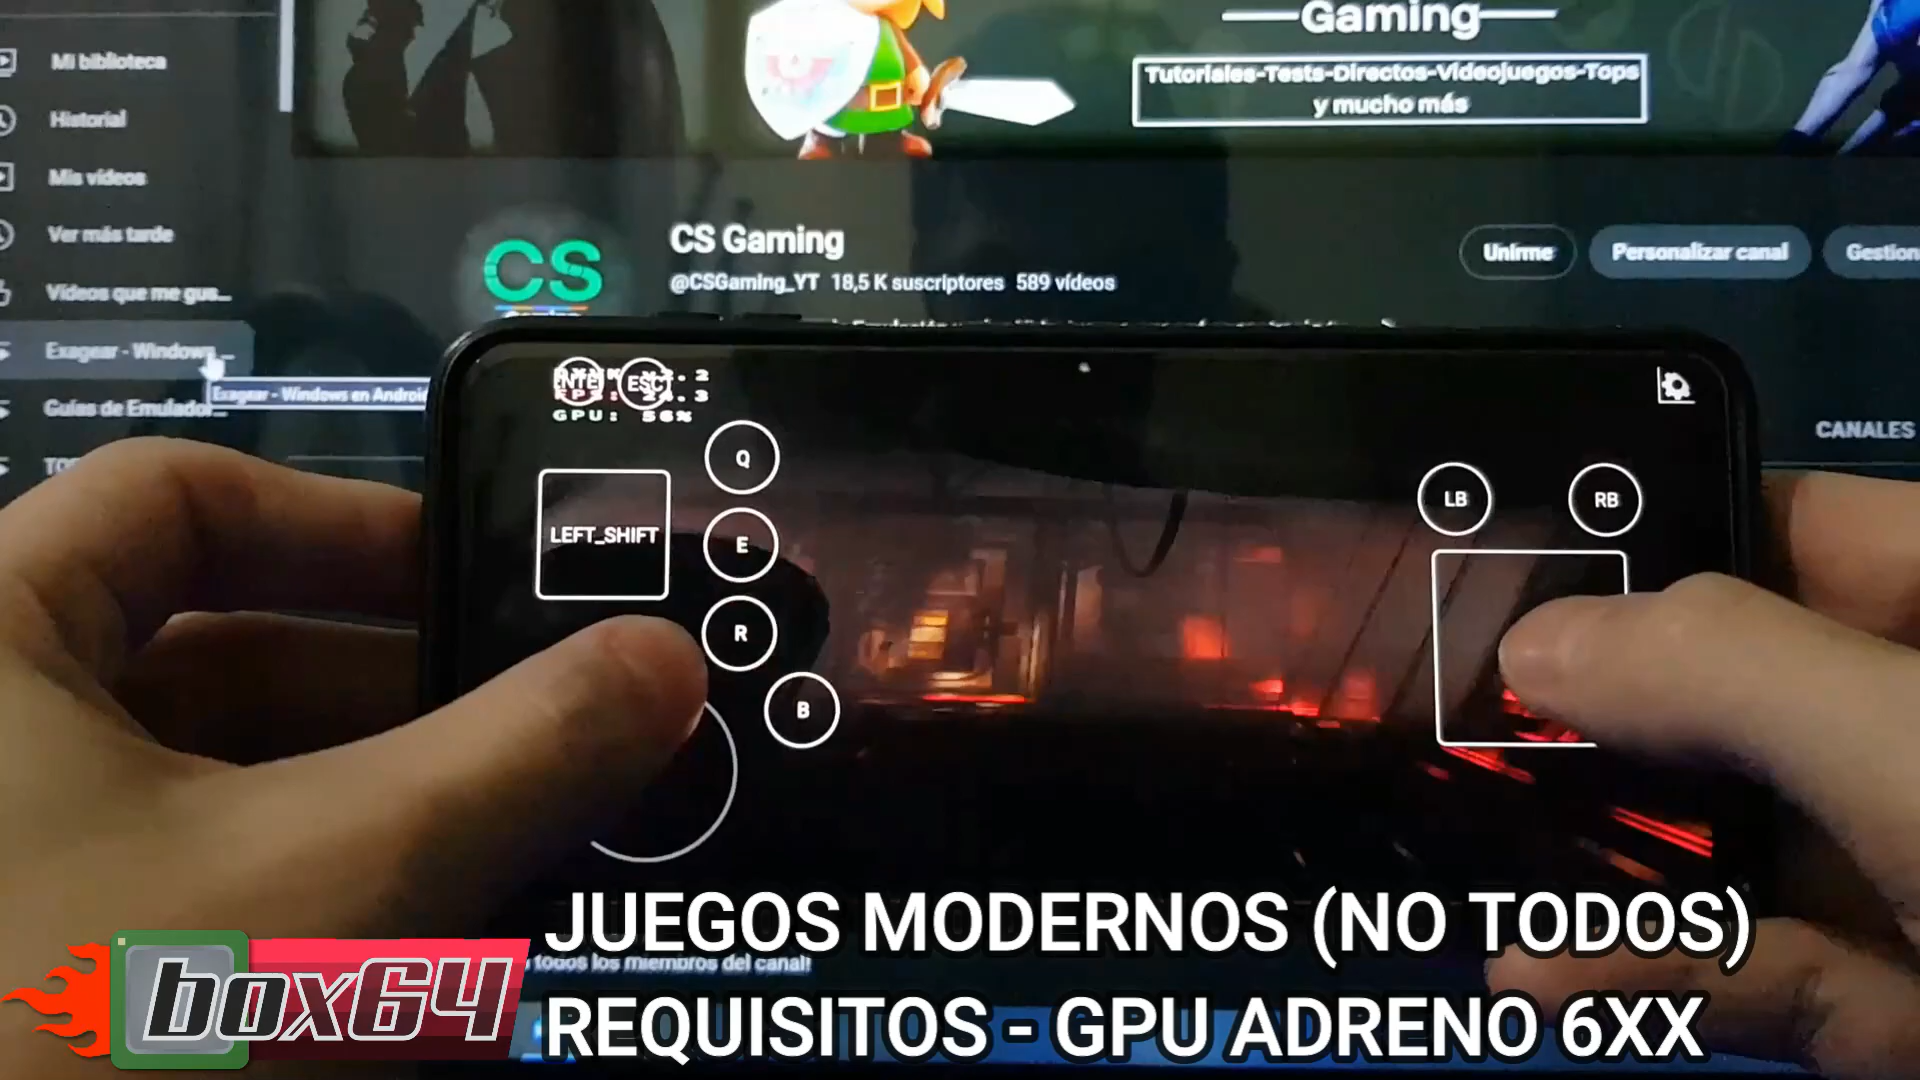 Gaming
Tutoriales-Tests-Directos-Videojuegos-Tops
y mucho más
Mi biblioteca
Historial
Mis vídeos
Ver más tarde
Vídeos que me gus...
Exagear - Windows ...
Exagear - Windows en Android
Guías de Emulador...
CS
CS Gaming
@CSGaming_YT 18,5 K suscriptores 589 vídeos
Unirme
Personalizar canal
Gestion
CANALES
ESC
GPU: 56%
Q
LEFT_SHIFT
E
R
B
LB
RB
todos los miembros del canal!
box64
JUEGOS MODERNOS (NO TODOS)
REQUISITOS - GPU ADRENO 6XX